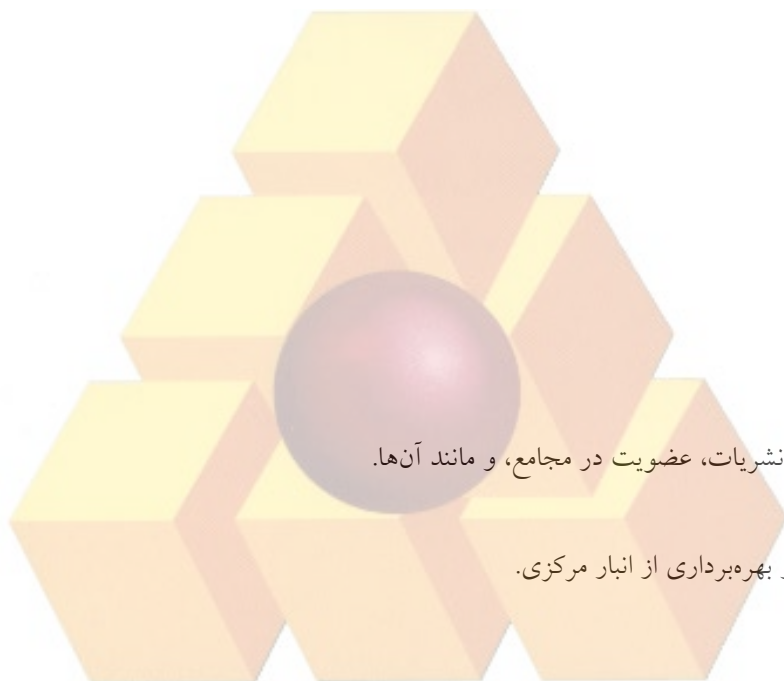 نشریات، عضویت در مجامع، و مانند آن‌ها.
بهره‌برداری از انبار مرکزی.